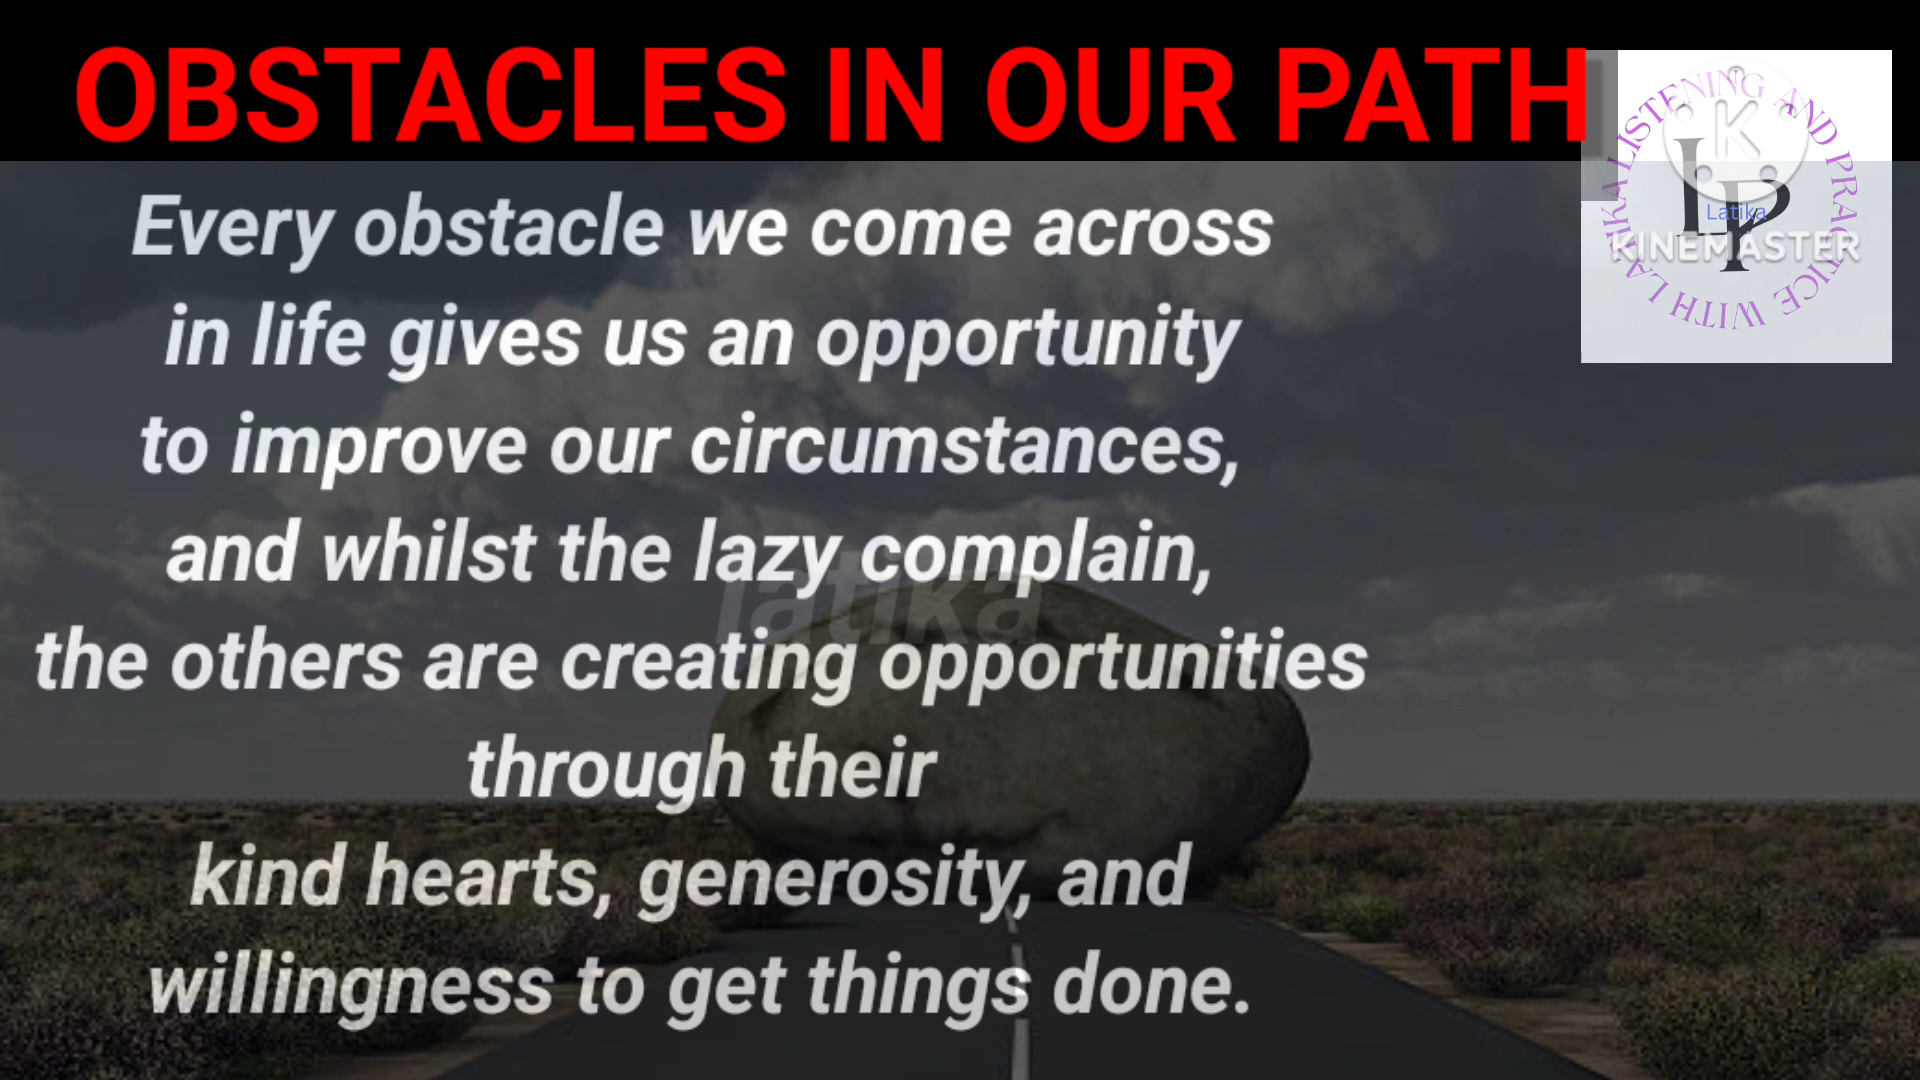 OBSTACLES IN OUR PATH
Every obstacle we come across
in life gives us an opportunity
to improve our circumstances,
and whilst the lazy complain,
the others are creating opportunities
through their
kind hearts, generosity, and
willingness to get things done.
latika
LISTENING AND PRACTICE WITH LATIKA
K
LP
Latika
KINEMASTER